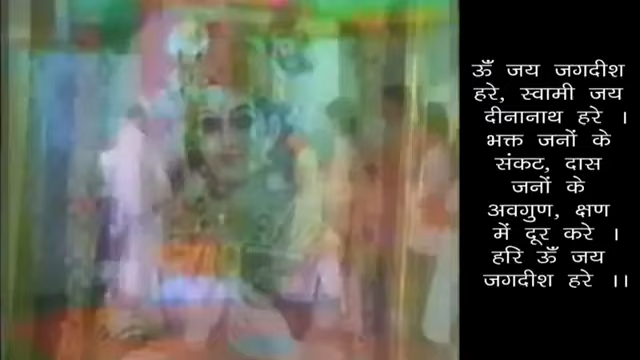 ॐ जय जगदीश
हरे, स्वामी जय
दीनानाथ हरे ।
भक्त जनों के
संकट, दास
जनों के
अवगुण, क्षण
में दूर करे ।
हरि ॐ जय
जगदीश हरे ।।